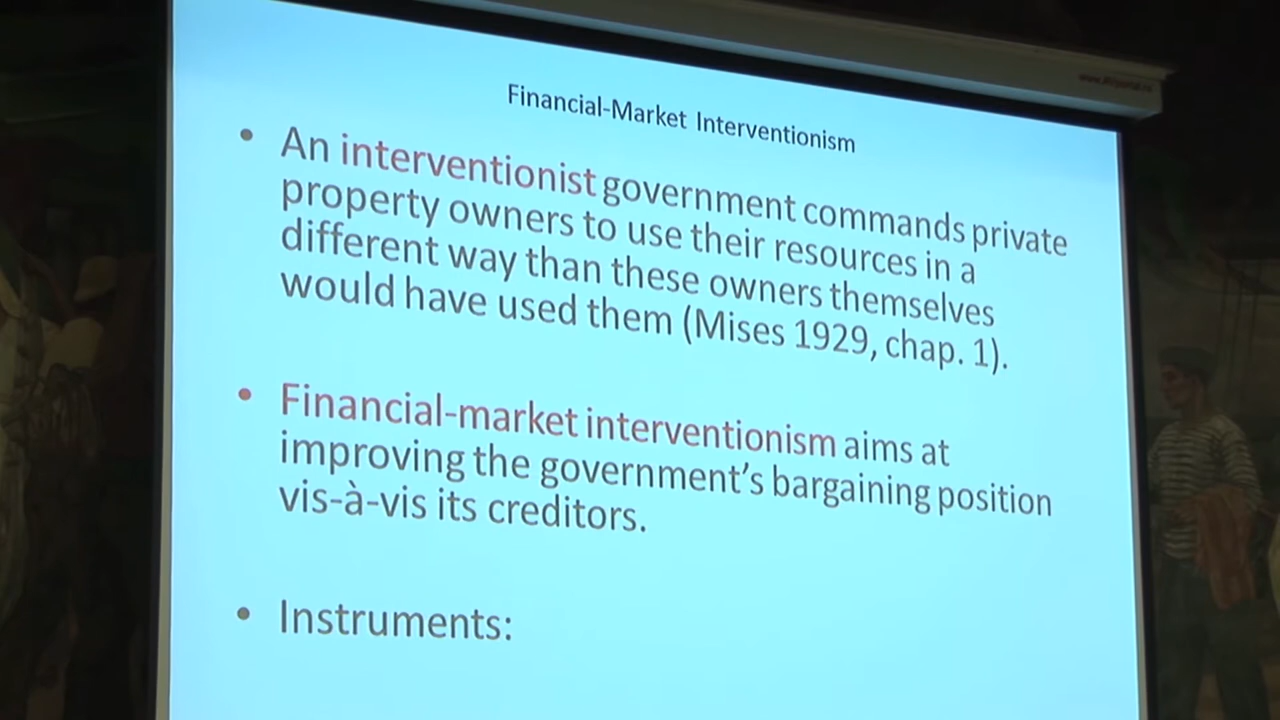 Financial-Market Interventionism
• An interventionist government commands private
property owners to use their resources in a
different way than these owners themselves
would have used them (Mises 1929, chap. 1).
• Financial-market interventionism aims at
improving the government's bargaining position
vis-à-vis its creditors.
• Instruments: